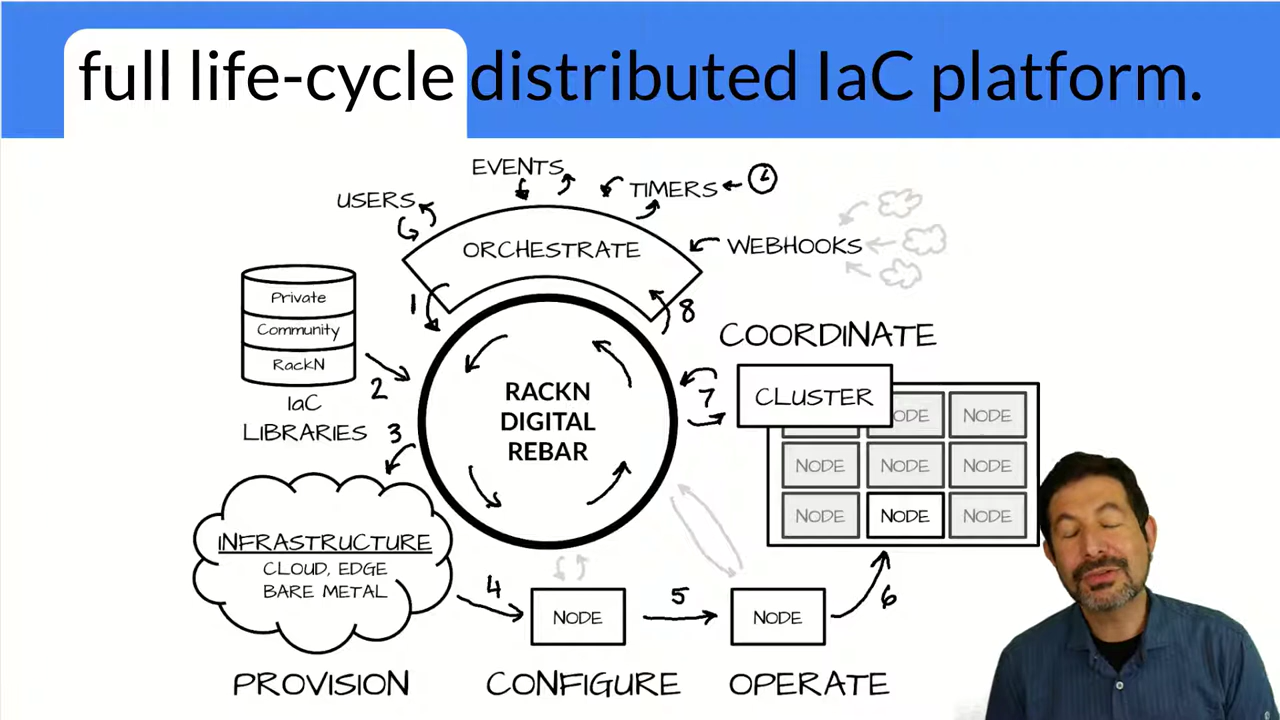 full life-cycle distributed IaC platform.
EVENTS
USERS
TIMERS
ORCHESTRATE
WEBHOOKS
Private
Community
RackN
1
8
2
IaC
LIBRARIES
3
RACKN
DIGITAL
REBAR
COORDINATE
7
CLUSTER
ODE
NODE
NODE
NODE
NODE
NODE
NODE
NODE
INFRASTRUCTURE
CLOUD, EDGE
BARE METAL
4
NODE
5
NODE
6
PROVISION
CONFIGURE
OPERATE